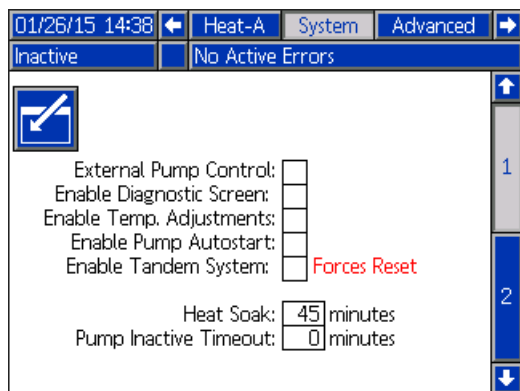 01/26/15 14:38 Heat-A System Advanced
Inactive No Active Errors
External Pump Control:
1
Enable Diagnostic Screen:
Enable Temp. Adjustments:
Enable Pump Autostart:
Enable Tandem System: Forces Reset
2
Heat Soak: 45 minutes
Pump Inactive Timeout: 0 minutes